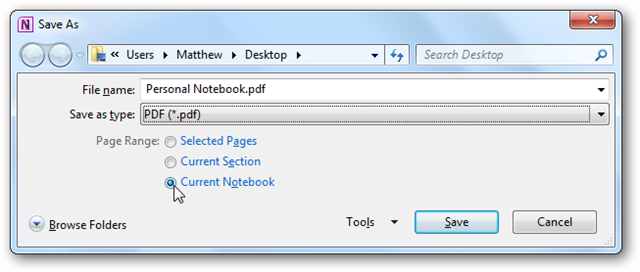 N Save As
« Users Matthew Desktop Search Desktop
File name: Personal Notebook.pdf
Save as type: PDF (*.pdf)
Page Range: Selected Pages
Current Section
Current Notebook
Browse Folders Tools Save Cancel